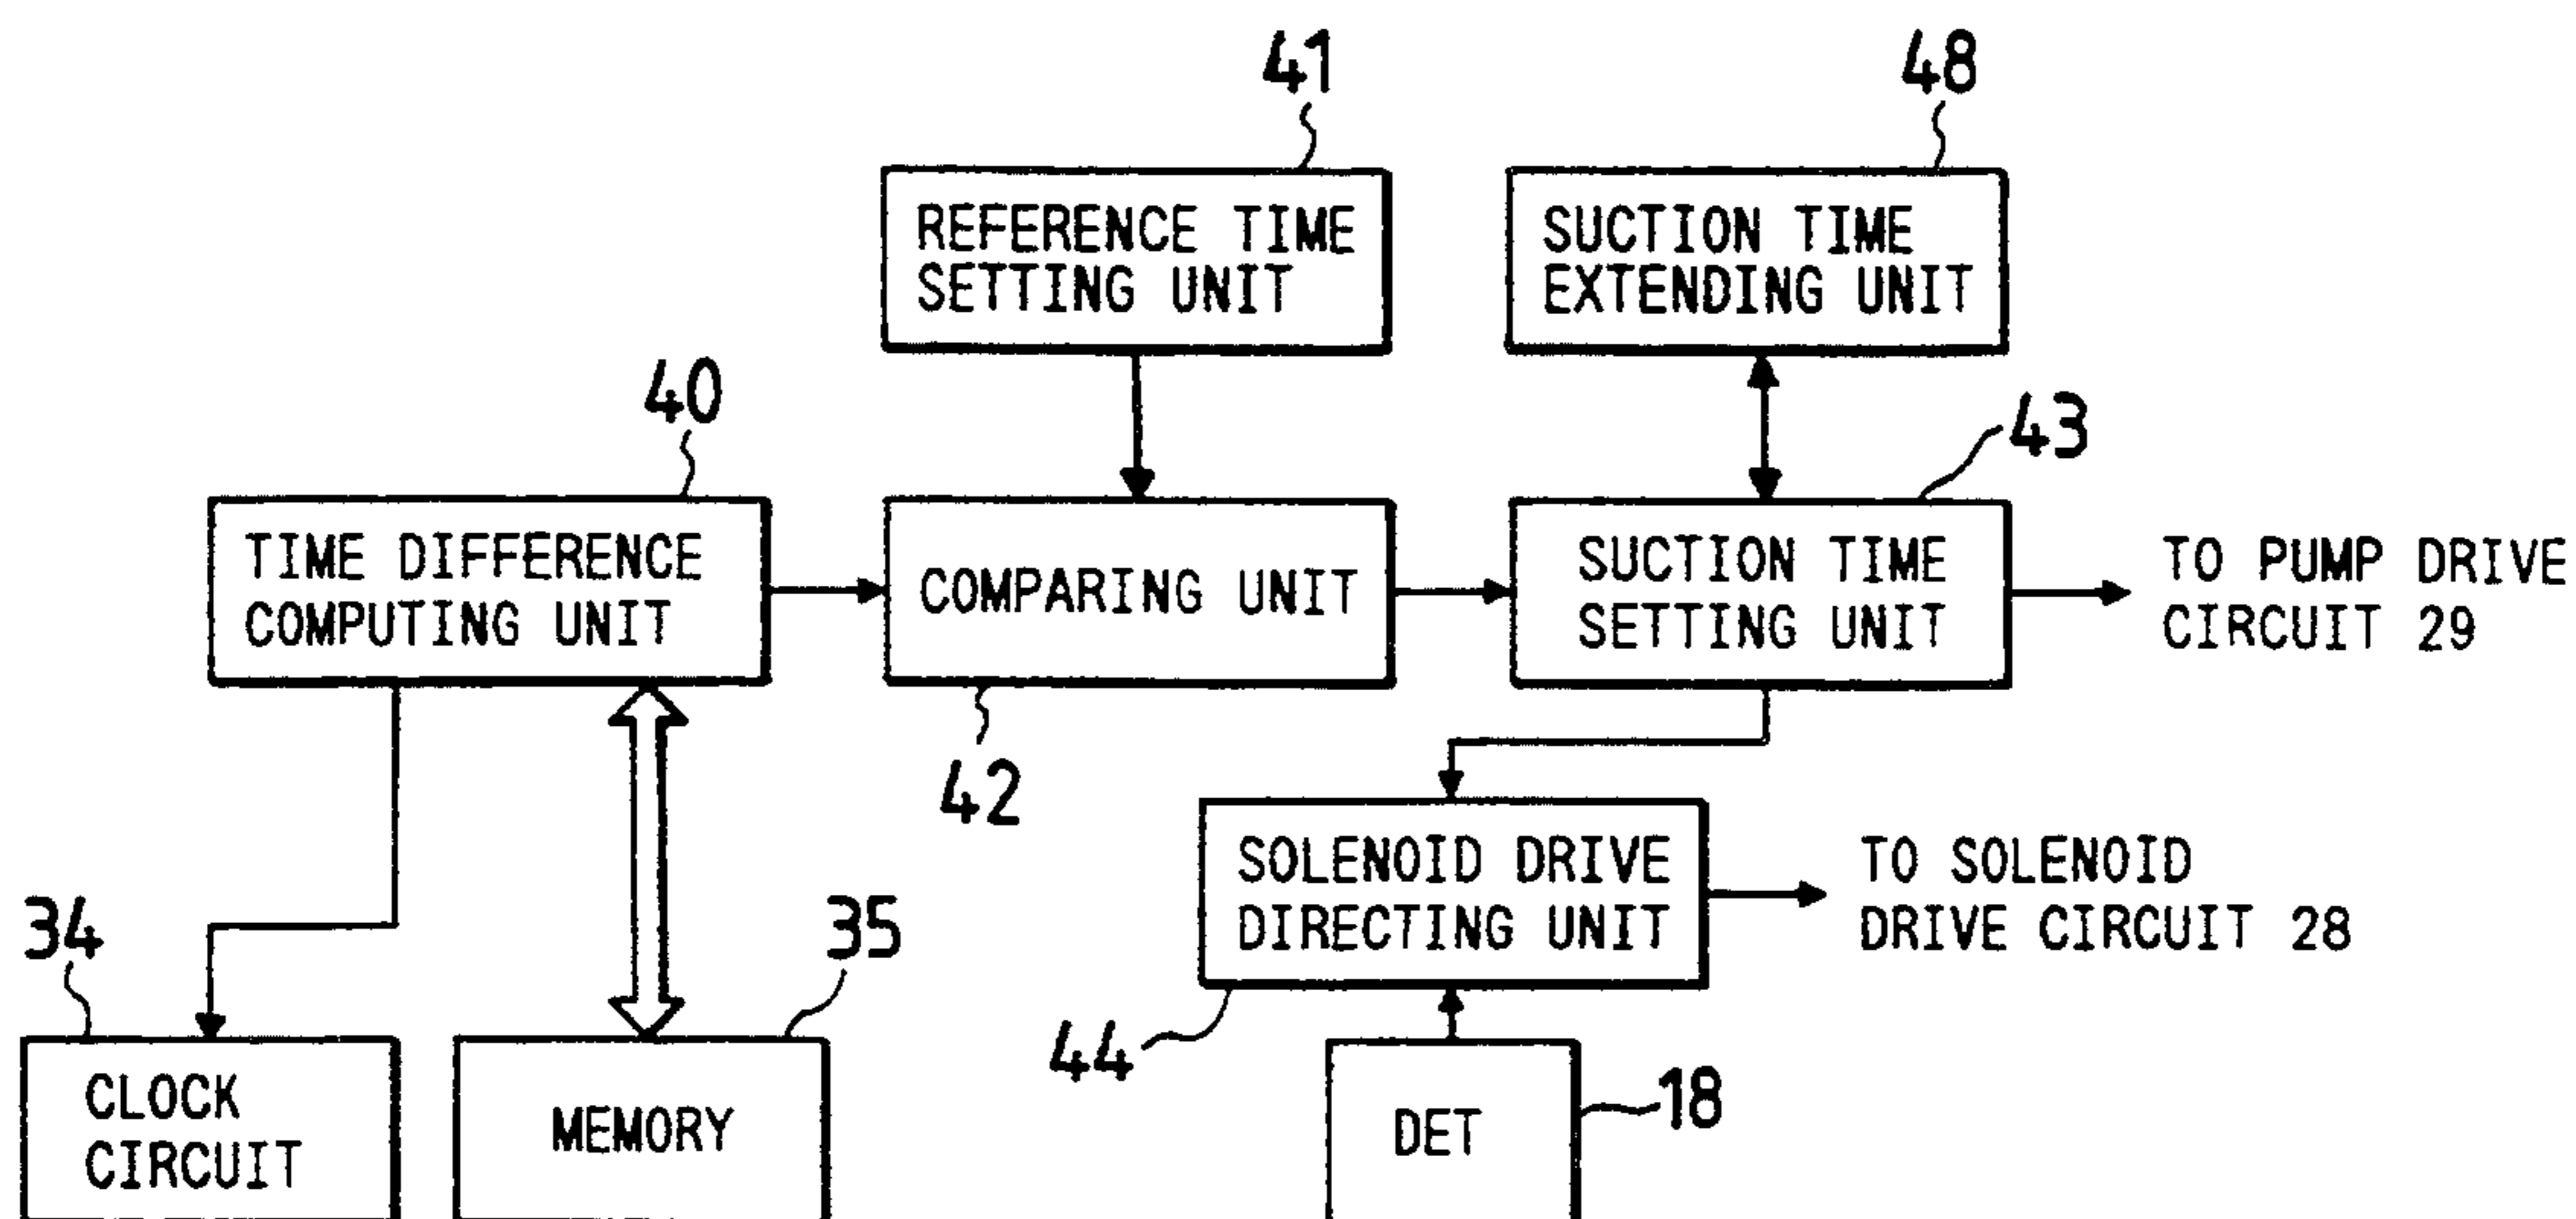 41
48
REFERENCE TIME
SETTING UNIT
SUCTION TIME
EXTENDING UNIT
40
43
TIME DIFFERENCE
COMPUTING UNIT
COMPARING UNIT
SUCTION TIME
SETTING UNIT
TO PUMP DRIVE
CIRCUIT 29
42
SOLENOID DRIVE
DIRECTING UNIT
TO SOLENOID
DRIVE CIRCUIT 28
34
35
44
18
CLOCK
CIRCUIT
MEMORY
DET